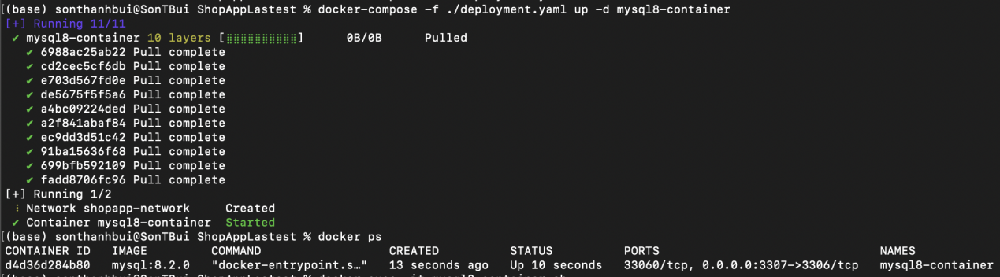 (base) sonthanhbui@SonTBui ShopAppLastest % docker-compose -f ./deployment.yaml up -d mysql8-container
[+] Running 11/11
✔ mysql8-container 10 layers [⣿⣿⣿⣿⣿⣿⣿⣿⣿⣿] 0B/0B Pulled
✔ 6988ac25ab22 Pull complete
✔ cd2cec5cf6db Pull complete
✔ e703d567fd0e Pull complete
✔ de5675f5f5a6 Pull complete
✔ a4bc09224ded Pull complete
✔ a2f841abaf84 Pull complete
✔ ec9dd3d51c42 Pull complete
✔ 91ba15636f68 Pull complete
✔ 699bfb592109 Pull complete
✔ fadd8706fc96 Pull complete
[+] Running 1/2
⠸ Network shopapp-network Created
✔ Container mysql8-container Started
[(base) sonthanhbui@SonTBui ShopAppLastest % docker ps
CONTAINER ID IMAGE COMMAND CREATED STATUS PORTS NAMES
d4d36d284b80 mysql:8.2.0 "docker-entrypoint.s…" 13 seconds ago Up 10 seconds 33060/tcp, 0.0.0.0:3307->3306/tcp mysql8-container